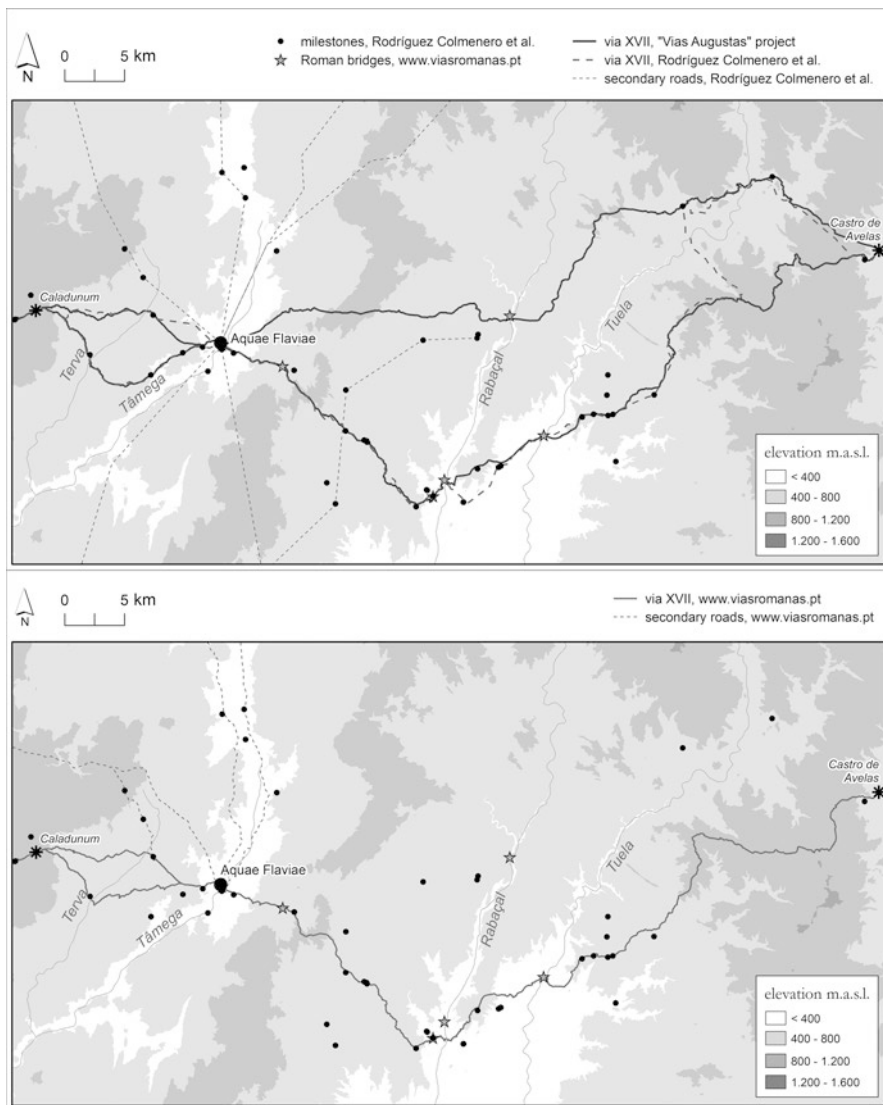 N
0 5 km
milestones, Rodríguez Colmenero et al.
Roman bridges, www.viasromanas.pt
via XVII, "Vias Augustas" project
via XVII, Rodríguez Colmenero et al.
secondary roads, Rodríguez Colmenero et al.
Castro de
Avelas
Caladunum
Aquae Flaviae
Terva
Tâmega
Rabaçal
Tuela
elevation m.a.s.l.
< 400
400 - 800
800 - 1.200
1.200 - 1.600
N
0 5 km
via XVII, www.viasromanas.pt
secondary roads, www.viasromanas.pt
Castro de
Avelas
Caladunum
Aquae Flaviae
Terva
Tâmega
Rabaçal
Tuela
elevation m.a.s.l.
< 400
400 - 800
800 - 1.200
1.200 - 1.600